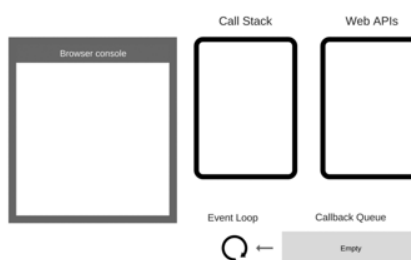 Call Stack
Web APIs
Browser console
Event Loop
Callback Queue
Empty